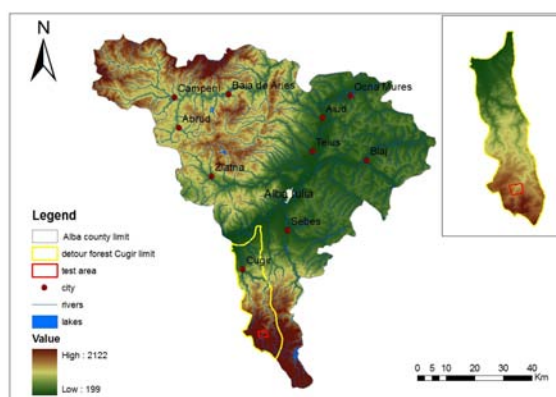 N
Campeni
Baia de Aries
Ocna Mures
Abrud
Aiud
Teius
Blaj
Zlatna
Alba Iulia
Sebes
Cugir
Legend
Alba county limit
detour forest Cugir limit
test area
city
rivers
lakes
Value
High : 2122
Low : 199
0 5 10 20 30 40
Km